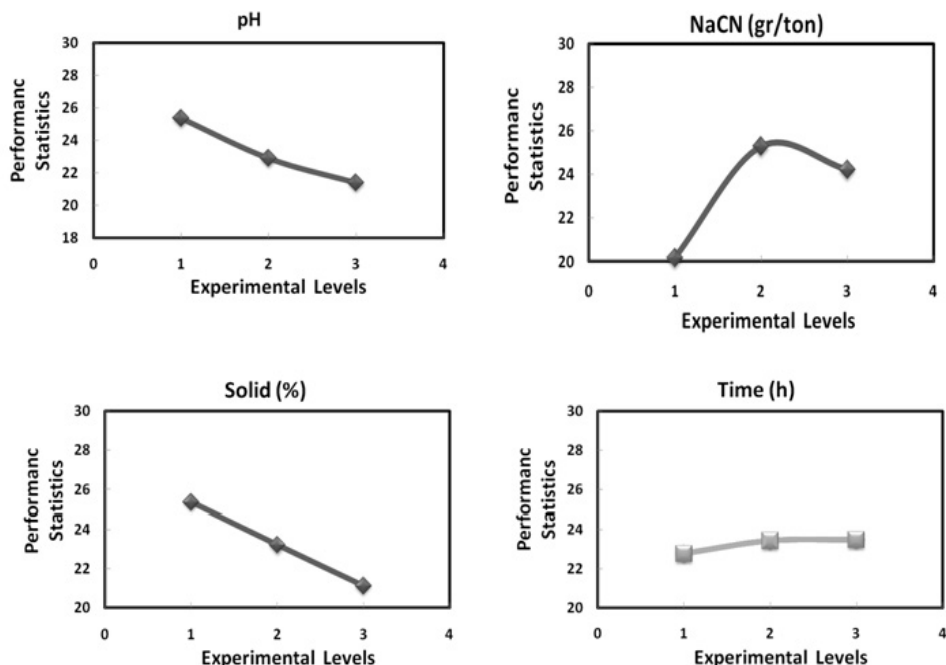 pH
Performanc
Statistics
30
28
26
24
22
20
18
0
1
2
3
4
Experimental Levels
NaCN (gr/ton)
Performanc
Statistics
30
28
26
24
22
20
0
1
2
3
4
Experimental Levels
Solid (%)
Performanc
Statistics
30
28
26
24
22
20
0
1
2
3
4
Experimental Levels
Time (h)
Performanc
Statistics
30
28
26
24
22
20
0
1
2
3
4
Experimental Levels